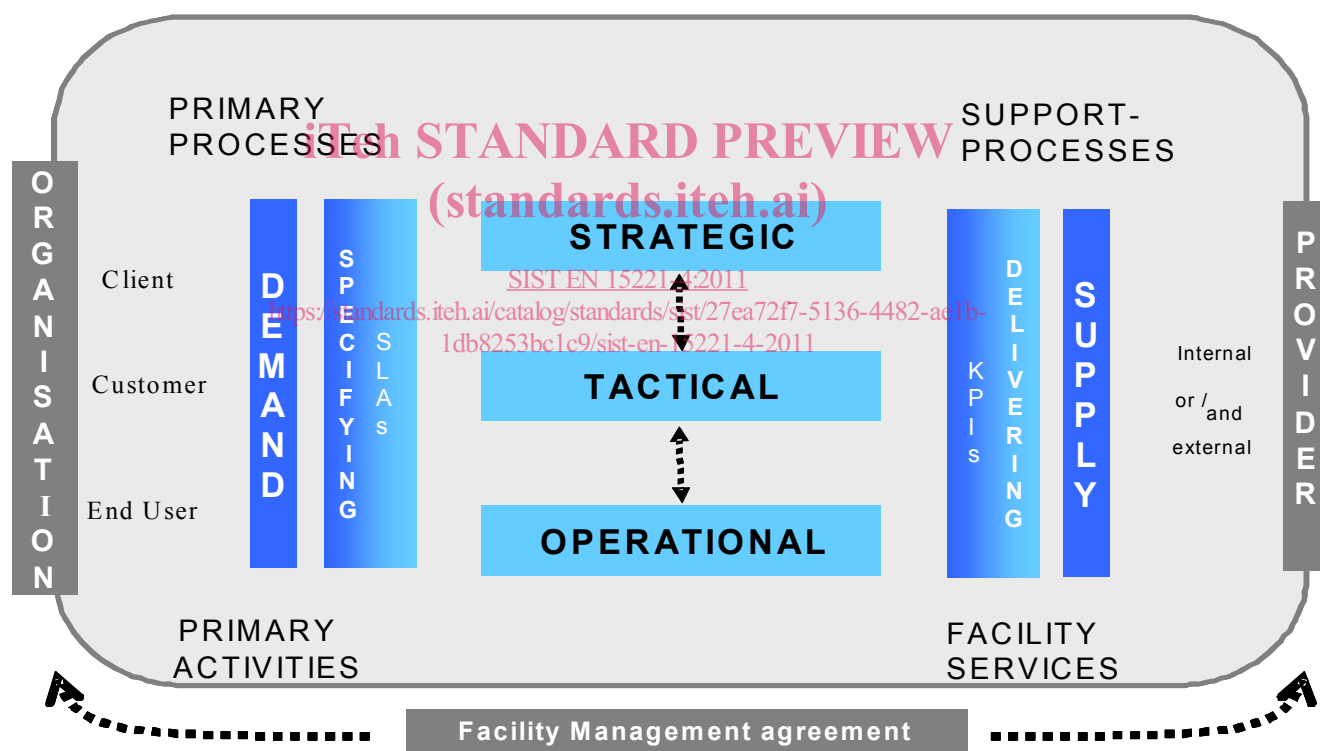 PRIMARY
PROCESSES
SUPPORT-
PROCESSES
iTeh STANDARD PREVIEW
(standards.iteh.ai)
SIST EN 15221-4:2011
https://standards.iteh.ai/catalog/standards/sist/27ea72f7-5136-4482-ae1b-
1db8253bc1c9/sist-en-15221-4-2011
ORGANISATION
Client
Customer
End User
DEMAND
SPECIFYING
SLAs
STRATEGIC
TACTICAL
OPERATIONAL
KPIs
DELIVERING
SUPPLY
Internal
or / and
external
PROVIDER
PRIMARY
ACTIVITIES
FACILITY
SERVICES
Facility Management agreement